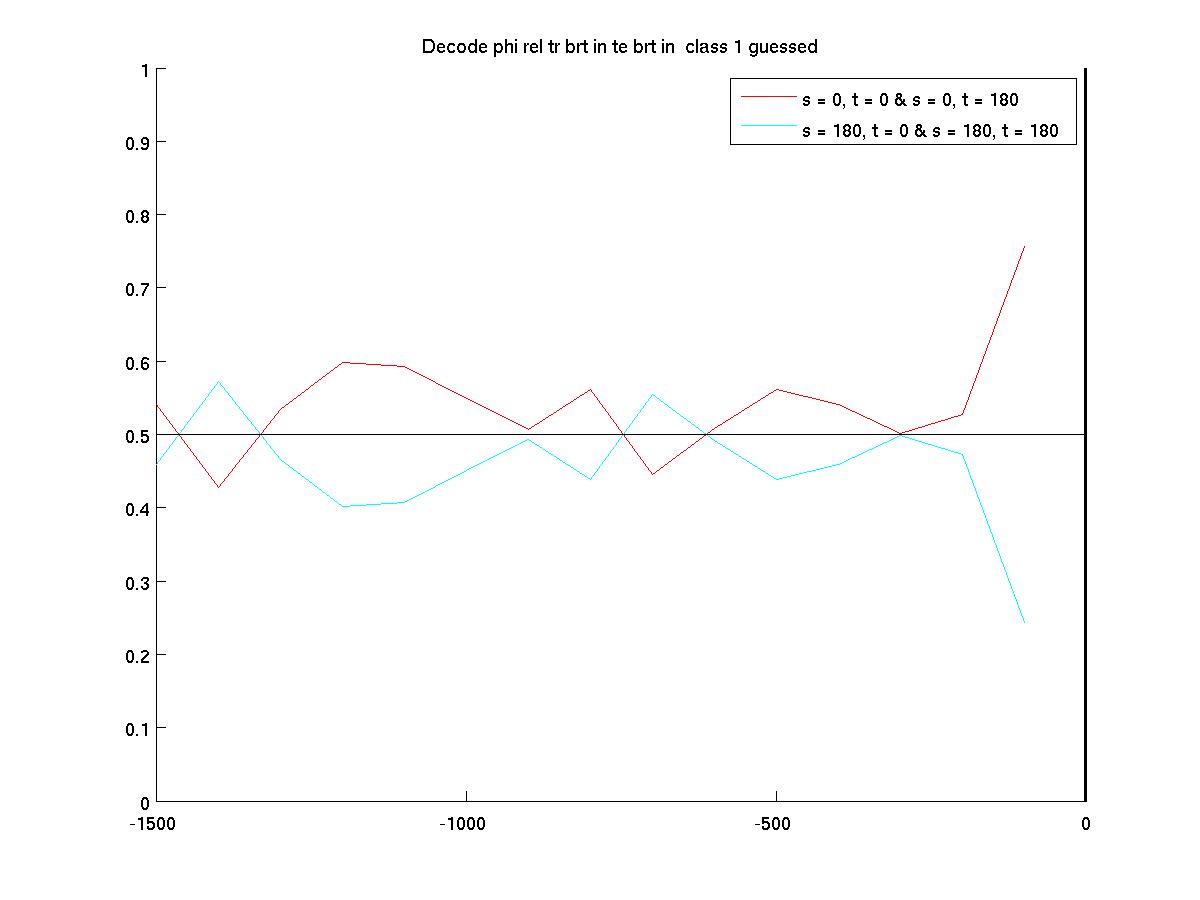 Decode phi rel tr brt in te brt in  class 1 guessed
s = 0, t = 0 & s = 0, t = 180
s = 180, t = 0 & s = 180, t = 180
1
0.9
0.8
0.7
0.6
0.5
0.4
0.3
0.2
0.1
0
-1500 -1000 -500 0